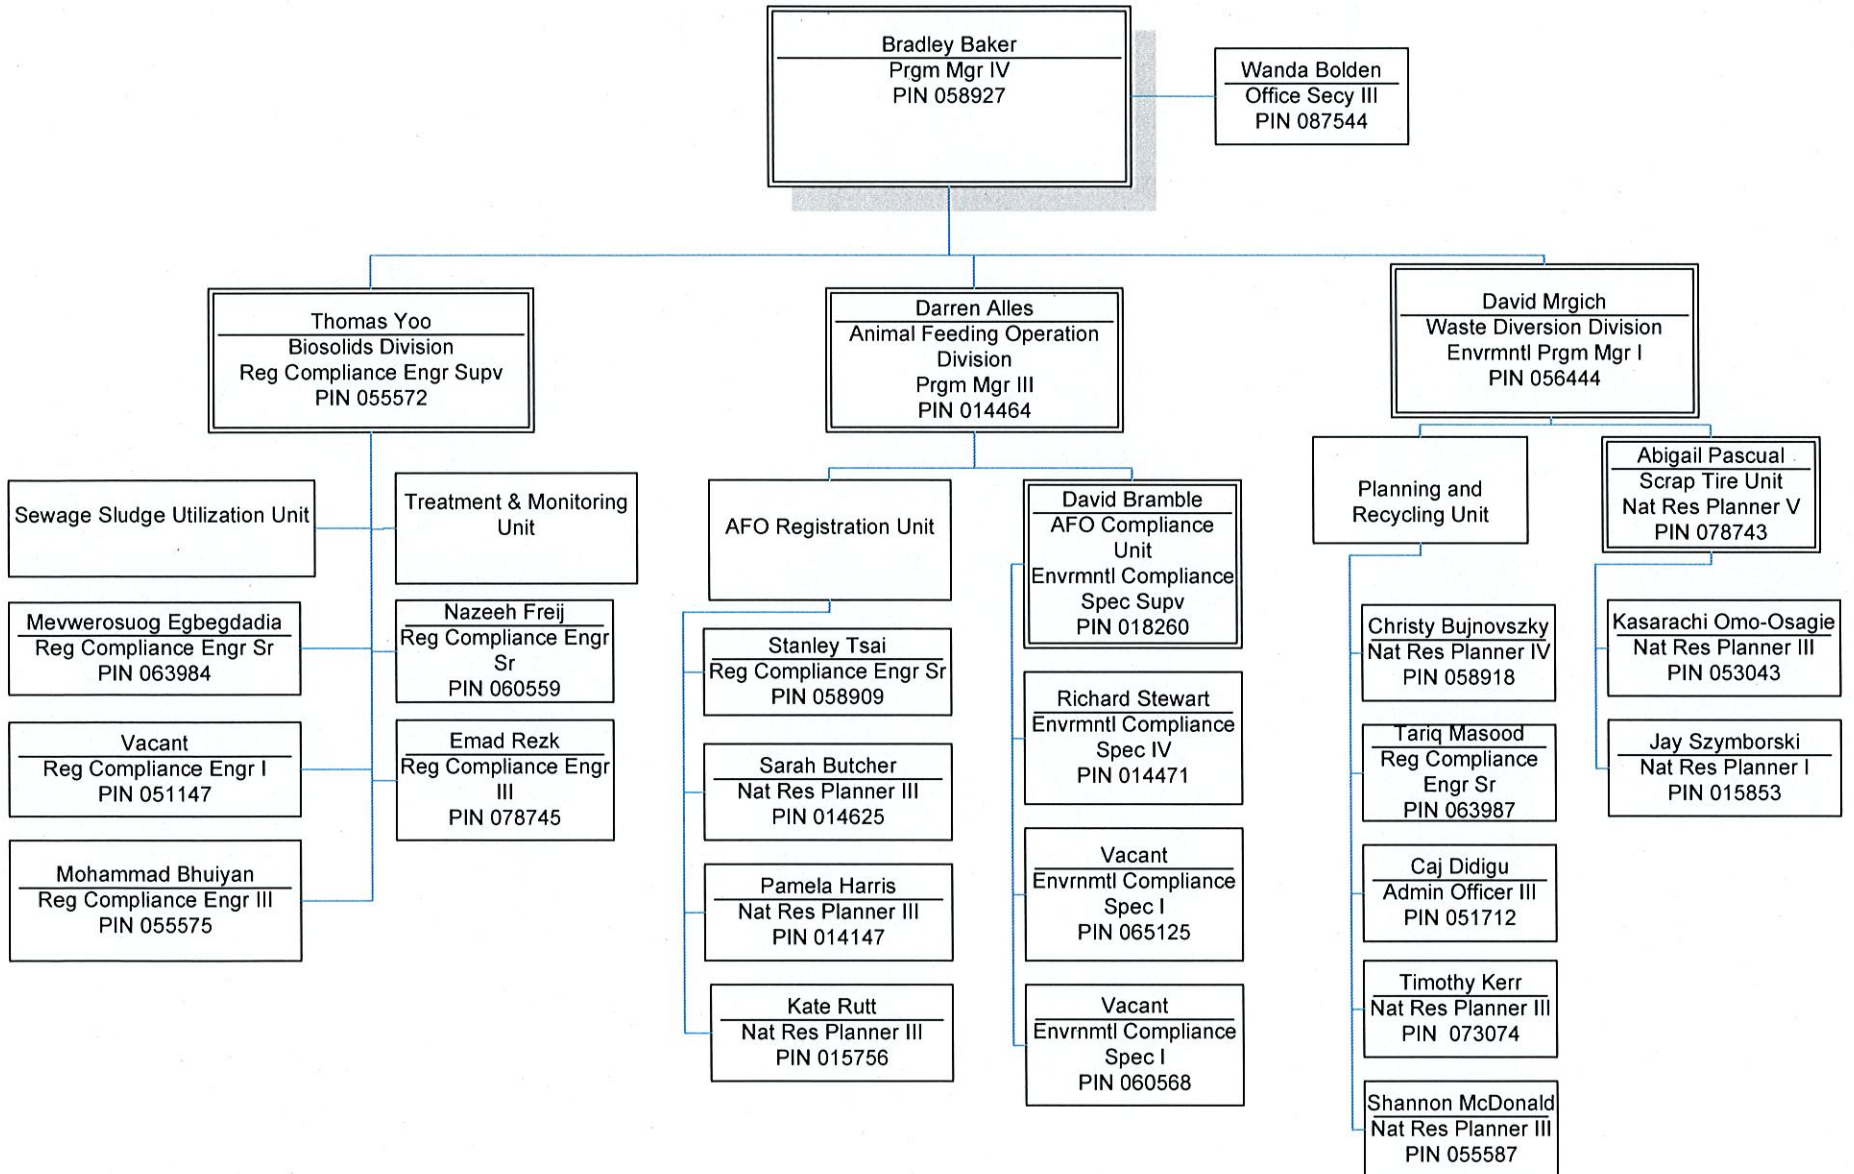 Bradley Baker
Prgm Mgr IV
PIN 058927
Wanda Bolden
Office Secy III
PIN 087544
Thomas Yoo
Biosolids Division
Reg Compliance Engr Supv
PIN 055572
Darren Alles
Animal Feeding Operation
Division
Prgm Mgr III
PIN 014464
David Mrgich
Waste Diversion Division
Envrmntl Prgm Mgr I
PIN 056444
Sewage Sludge Utilization Unit
Mevwerosuog Egbegdadia
Reg Compliance Engr Sr
PIN 063984
Vacant
Reg Compliance Engr I
PIN 051147
Mohammad Bhuiyan
Reg Compliance Engr III
PIN 055575
Treatment & Monitoring
Unit
Nazeeh Freij
Reg Compliance Engr
Sr
PIN 060559
Emad Rezk
Reg Compliance Engr
III
PIN 078745
AFO Registration Unit
Stanley Tsai
Reg Compliance Engr Sr
PIN 058909
Sarah Butcher
Nat Res Planner III
PIN 014625
Pamela Harris
Nat Res Planner III
PIN 014147
Kate Rutt
Nat Res Planner III
PIN 015756
David Bramble
AFO Compliance
Unit
Envrmntl Compliance
Spec Supv
PIN 018260
Richard Stewart
Envrmntl Compliance
Spec IV
PIN 014471
Vacant
Envrnmtl Compliance
Spec I
PIN 065125
Vacant
Envrnmtl Compliance
Spec I
PIN 060568
Planning and
Recycling Unit
Christy Bujnovszky
Nat Res Planner IV
PIN 058918
Tariq Masood
Reg Compliance
Engr Sr
PIN 063987
Caj Didigu
Admin Officer III
PIN 051712
Timothy Kerr
Nat Res Planner III
PIN 073074
Shannon McDonald
Nat Res Planner III
PIN 055587
Abigail Pascual
Scrap Tire Unit
Nat Res Planner V
PIN 078743
Kasarachi Omo-Osagie
Nat Res Planner III
PIN 053043
Jay Szymborski
Nat Res Planner I
PIN 015853